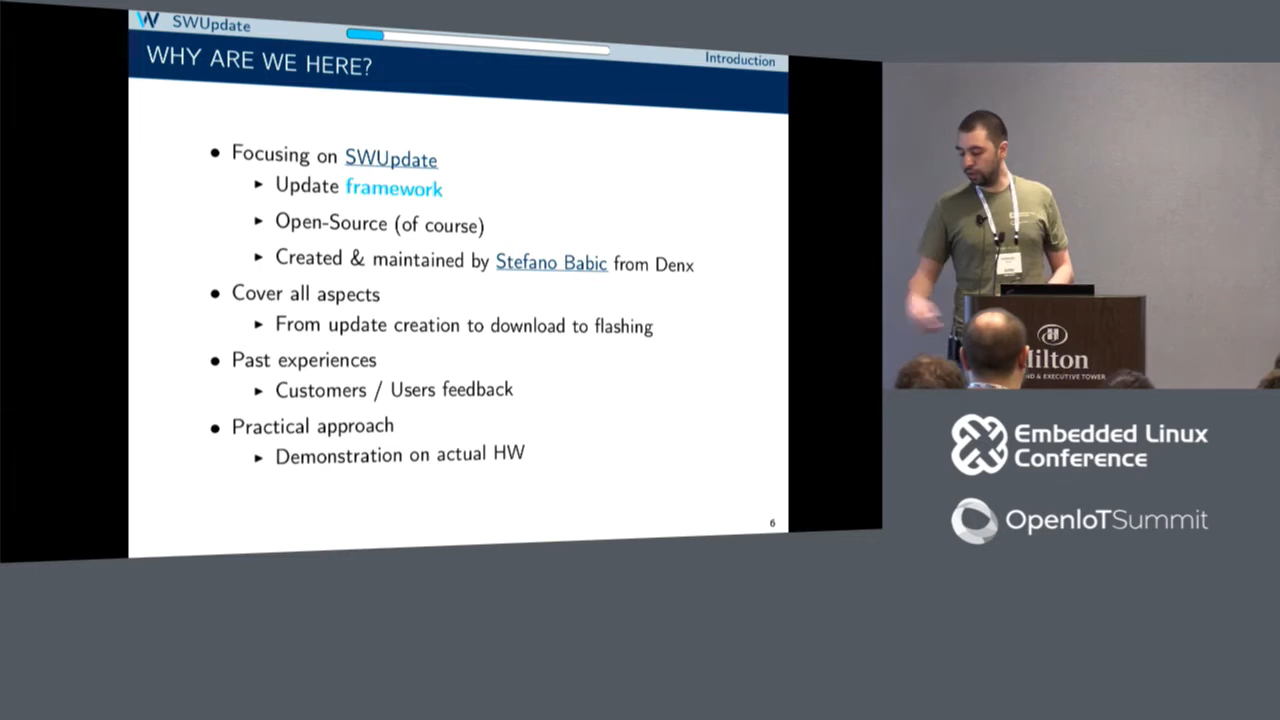 SWUpdate
Introduction
WHY ARE WE HERE?
• Focusing on SWUpdate
▸ Update framework
▸ Open-Source (of course)
▸ Created & maintained by Stefano Babic from Denx
• Cover all aspects
▸ From update creation to download to flashing
• Past experiences
▸ Customers / Users feedback
• Practical approach
▸ Demonstration on actual HW
6
Hilton
& EXECUTIVE TOWER
Embedded Linux
Conference
OpenIoTSummit